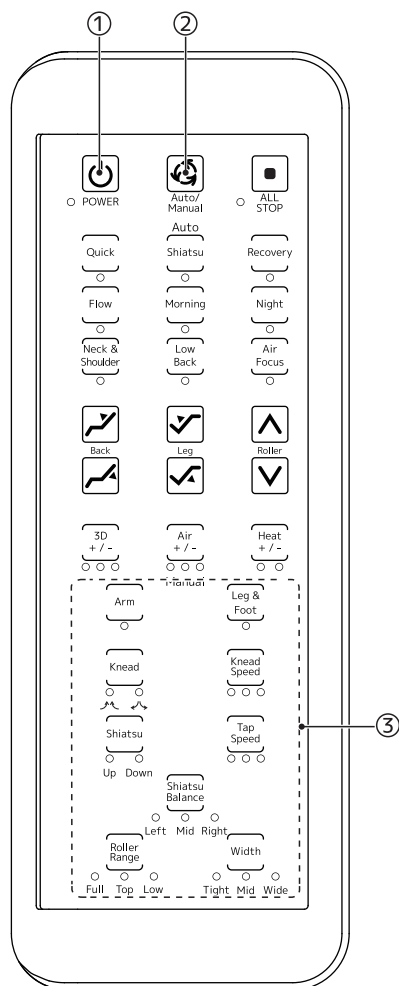 ① ②
POWER Auto/ ALL
Manual STOP
Auto
Quick Shiatsu Recovery
Flow Morning Night
Neck & Low Air
Shoulder Back Focus
Back Leg Roller
3D Air Heat
+ / - + / - + / -
Manual
Arm Leg &
Foot
Knead Knead
Speed
③
Shiatsu Tap
Speed
Up Down
Shiatsu
Balance
Left Mid Right
Roller Width
Range
Full Top Low Tight Mid Wide